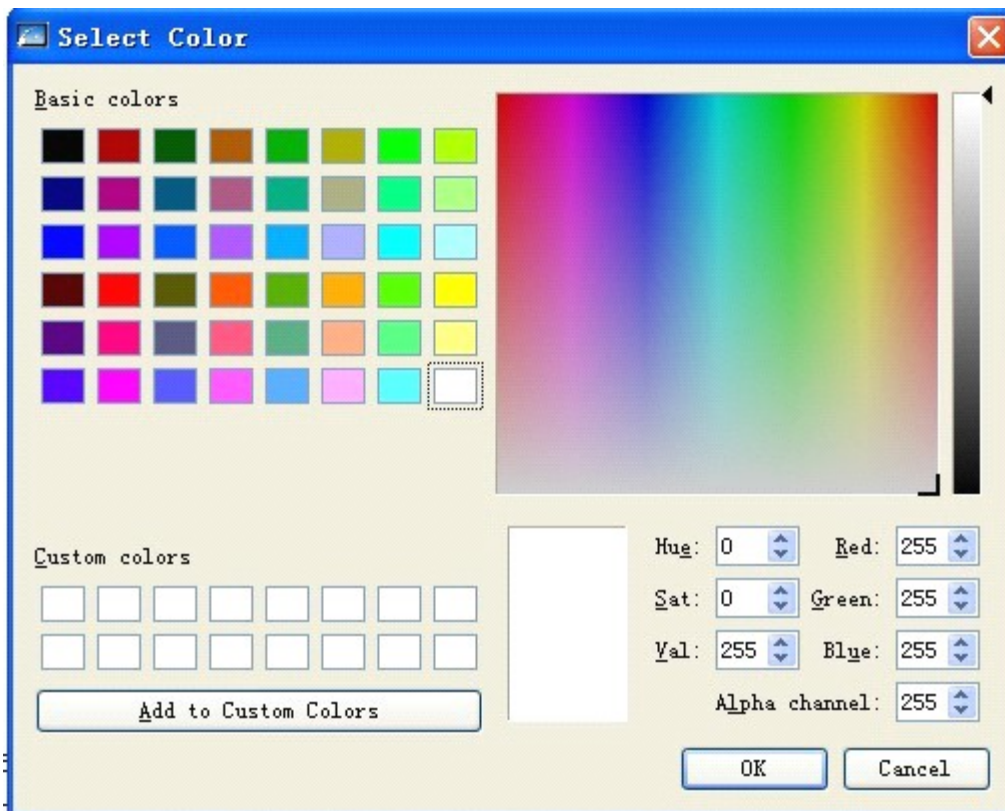 Select Color
Basic colors
Custom colors
Add to Custom Colors
Hue: 0 Red: 255
Sat: 0 Green: 255
Val: 255 Blue: 255
Alpha channel: 255
OK Cancel